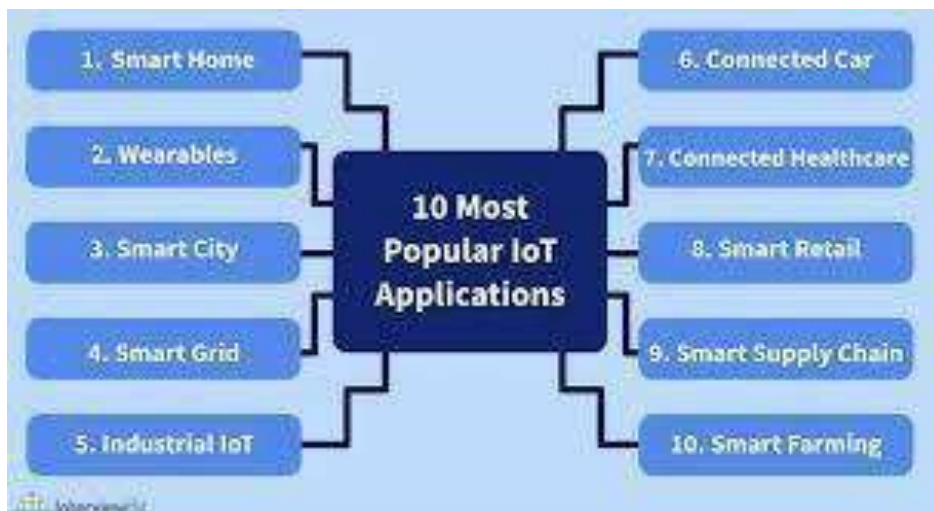 1. Smart Home
2. Wearables
3. Smart City
4. Smart Grid
5. Industrial IoT
10 Most
Popular IoT
Applications
6. Connected Car
7. Connected Healthcare
8. Smart Retail
9. Smart Supply Chain
10. Smart Farming